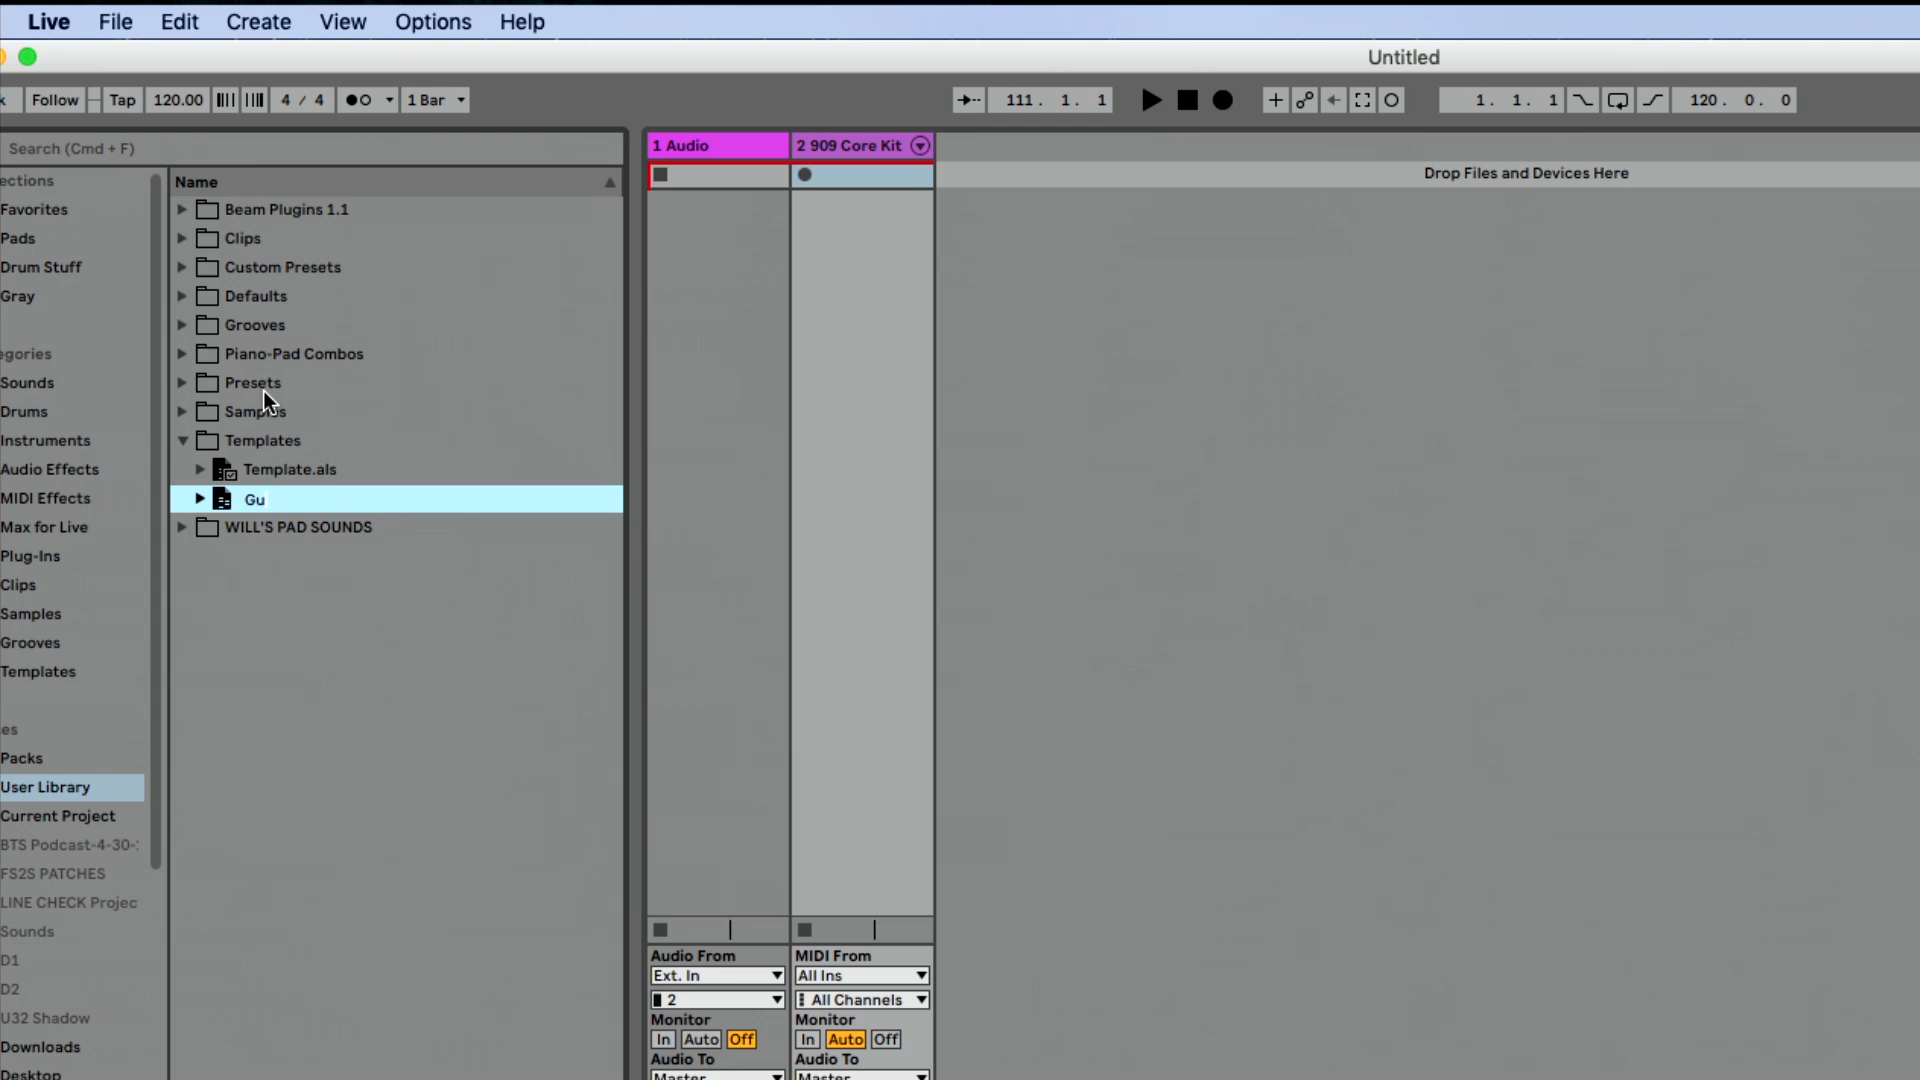 Live File Edit Create View Options Help
Untitled
k Follow Tap 120.00 4 / 4 1 Bar 111. 1. 1 1. 1. 1 120. 0. 0
Search (Cmd + F)
ections
Favorites
Pads
Drum Stuff
Gray
egories
Sounds
Drums
Instruments
Audio Effects
MIDI Effects
Max for Live
Plug-Ins
Clips
Samples
Grooves
Templates
es
Packs
User Library
Current Project
BTS Podcast-4-30-:
FS2S PATCHES
LINE CHECK Projec
Sounds
D1
D2
U32 Shadow
Downloads
Desktop
Name
Beam Plugins 1.1
Clips
Custom Presets
Defaults
Grooves
Piano-Pad Combos
Presets
Samples
Templates
Template.als
Gu
WILL'S PAD SOUNDS
1 Audio
2 909 Core Kit
Drop Files and Devices Here
Audio From
Ext. In
2
Monitor
In Auto Off
Audio To
Master
MIDI From
All Ins
All Channels
Monitor
In Auto Off
Audio To
Master